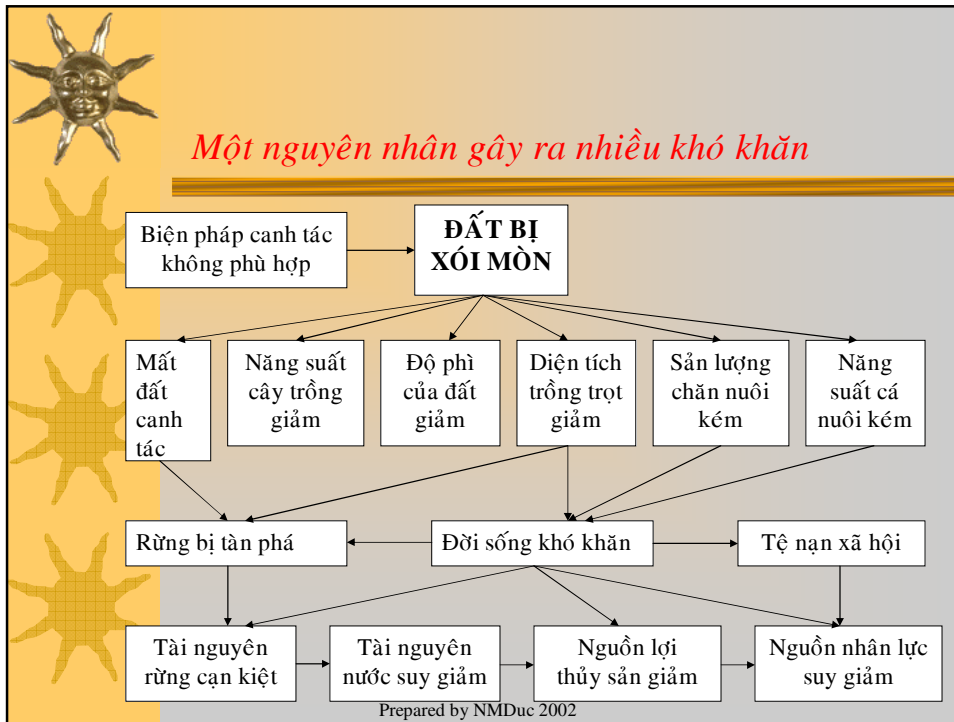 Một nguyên nhân gây ra nhiều khó khăn
Biện pháp canh tác
không phù hợp
ĐẤT BỊ
XÓI MÒN
Mất
đất
canh
tác
Năng suất
cây trồng
giảm
Độ phì
của đất
giảm
Diện tích
trồng trọt
giảm
Sản lượng
chăn nuôi
kém
Năng
suất cá
nuôi kém
Rừng bị tàn phá
Đời sống khó khăn
Tệ nạn xã hội
Tài nguyên
rừng cạn kiệt
Tài nguyên
nước suy giảm
Nguồn lợi
thủy sản giảm
Nguồn nhân lực
suy giảm
Prepared by NMDuc 2002